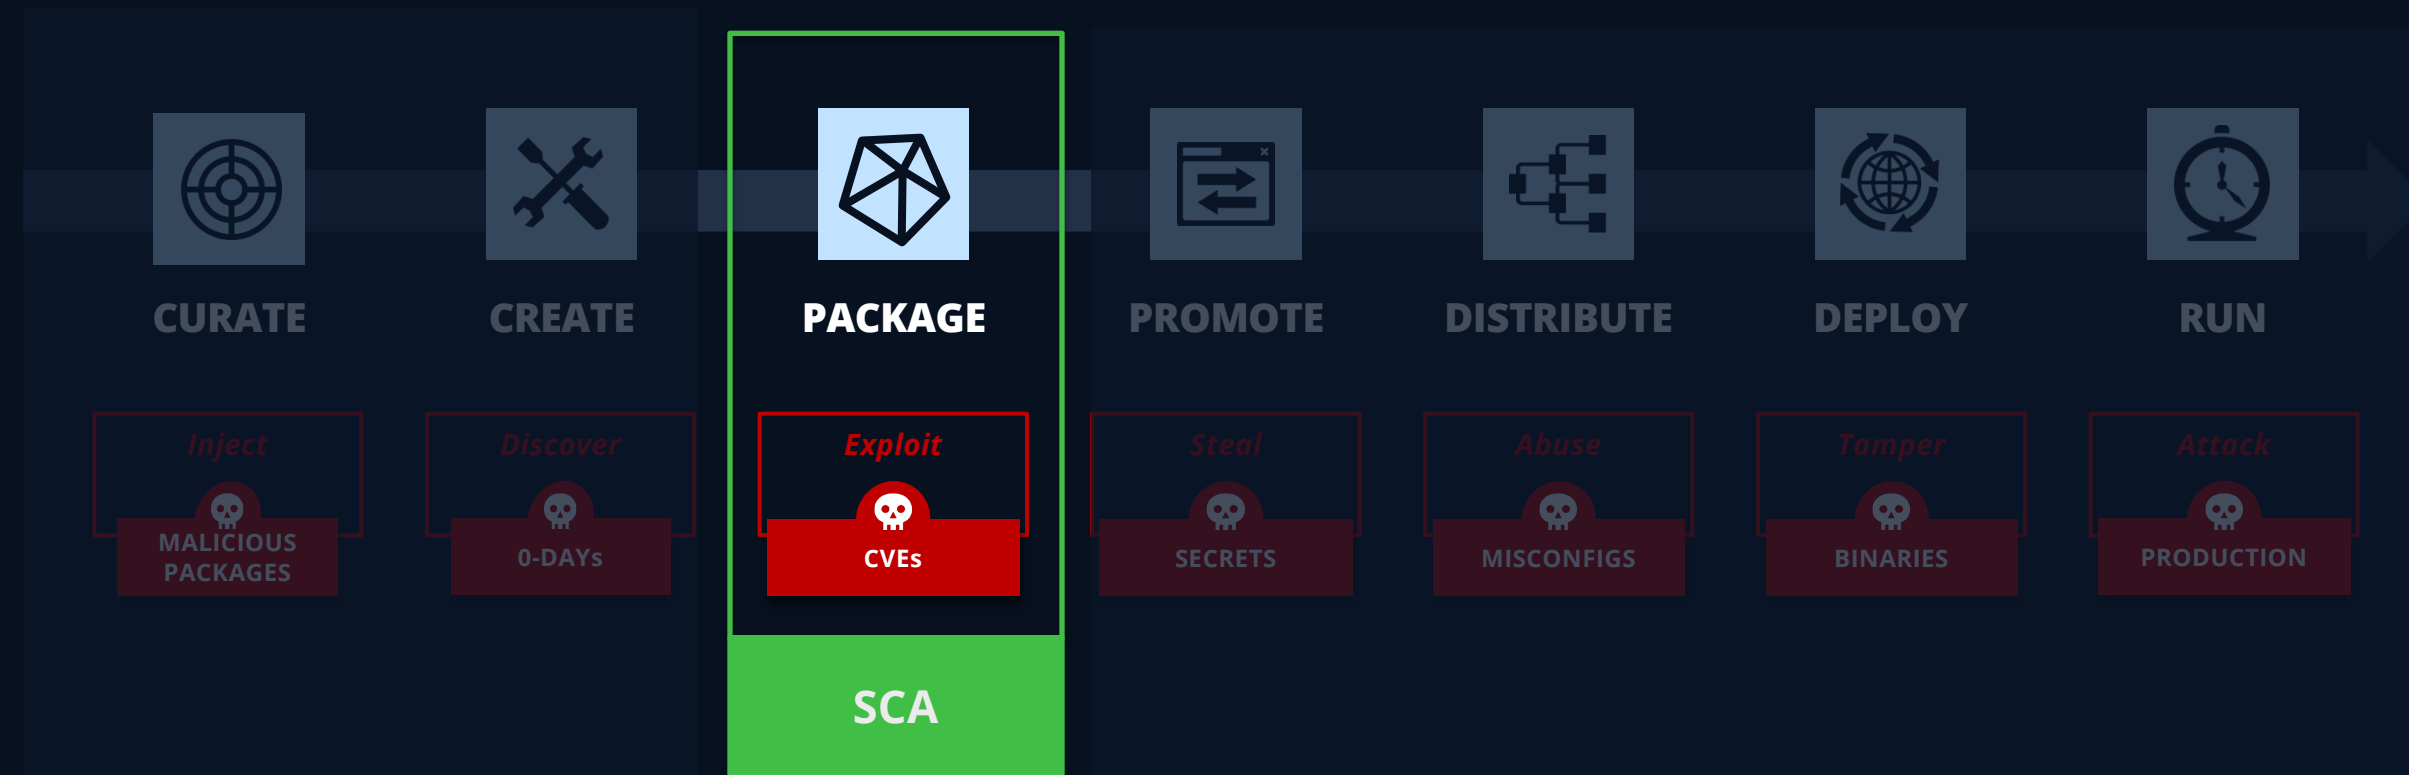 CURATE
CREATE
PACKAGE
PROMOTE
DISTRIBUTE
DEPLOY
RUN
Inject
Discover
Exploit
Steal
Abuse
Tamper
Attack
MALICIOUS
PACKAGES
0-DAYs
CVEs
SECRETS
MISCONFIGS
BINARIES
PRODUCTION
SCA